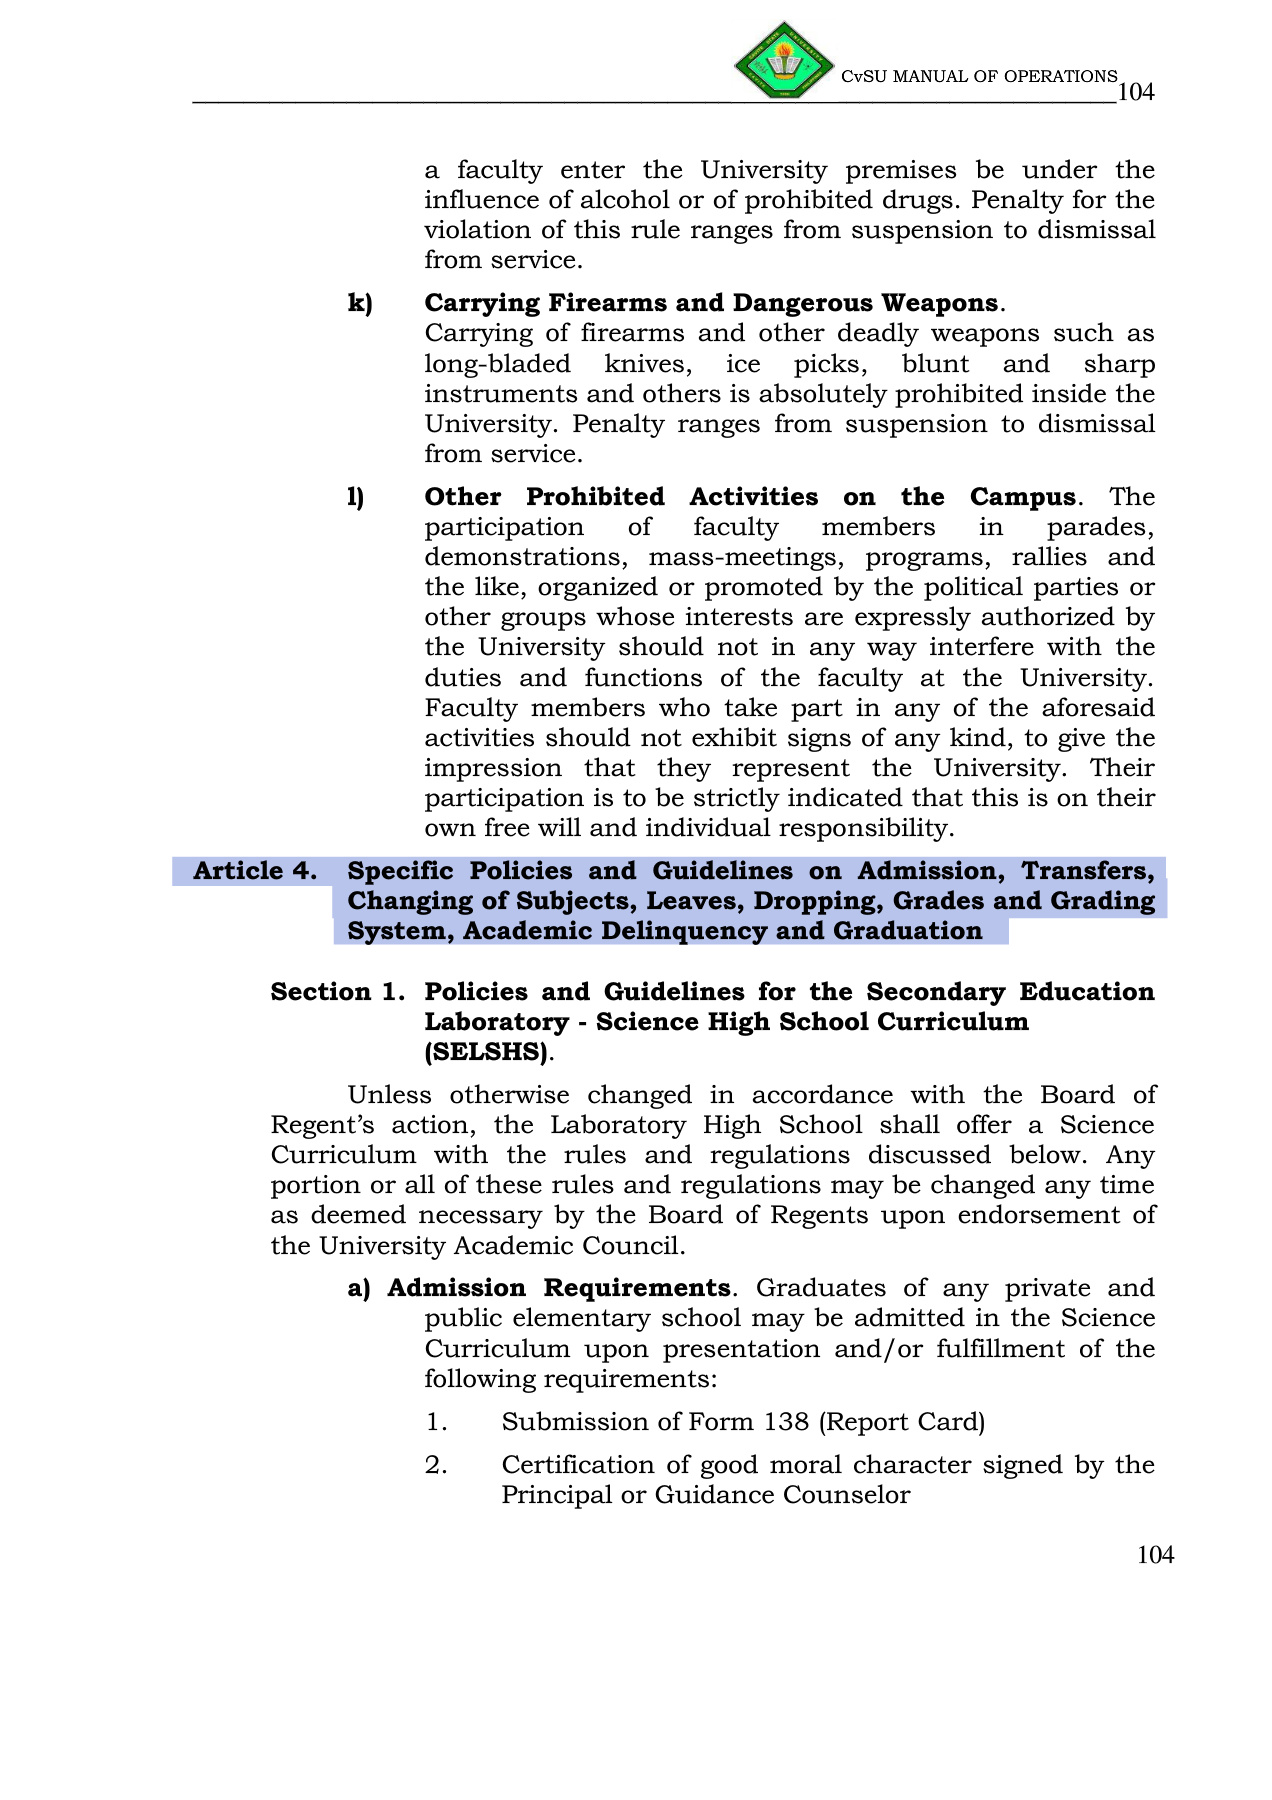 CvSU MANUAL OF OPERATIONS
104
a faculty enter the University premises be under the
influence of alcohol or of prohibited drugs. Penalty for the
violation of this rule ranges from suspension to dismissal
from service.
k) Carrying Firearms and Dangerous Weapons.
Carrying of firearms and other deadly weapons such as
long-bladed knives, ice picks, blunt and sharp
instruments and others is absolutely prohibited inside the
University. Penalty ranges from suspension to dismissal
from service.
l) Other Prohibited Activities on the Campus. The
participation of faculty members in parades,
demonstrations, mass-meetings, programs, rallies and
the like, organized or promoted by the political parties or
other groups whose interests are expressly authorized by
the University should not in any way interfere with the
duties and functions of the faculty at the University.
Faculty members who take part in any of the aforesaid
activities should not exhibit signs of any kind, to give the
impression that they represent the University. Their
participation is to be strictly indicated that this is on their
own free will and individual responsibility.
Article 4. Specific Policies and Guidelines on Admission, Transfers,
Changing of Subjects, Leaves, Dropping, Grades and Grading
System, Academic Delinquency and Graduation
Section 1. Policies and Guidelines for the Secondary Education
Laboratory - Science High School Curriculum
(SELSHS).
Unless otherwise changed in accordance with the Board of
Regent’s action, the Laboratory High School shall offer a Science
Curriculum with the rules and regulations discussed below. Any
portion or all of these rules and regulations may be changed any time
as deemed necessary by the Board of Regents upon endorsement of
the University Academic Council.
a) Admission Requirements. Graduates of any private and
public elementary school may be admitted in the Science
Curriculum upon presentation and/or fulfillment of the
following requirements:
1. Submission of Form 138 (Report Card)
2. Certification of good moral character signed by the
Principal or Guidance Counselor
104